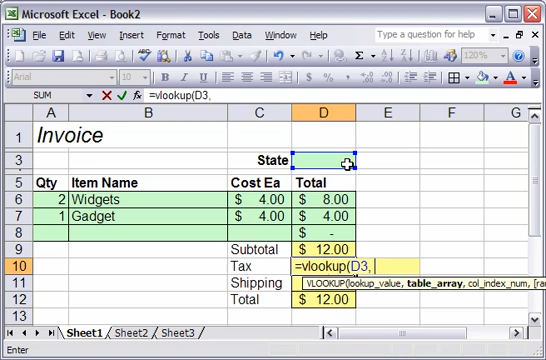 Microsoft Excel - Book2
File Edit View Insert Format Tools Data Window Help Type a question for help
Σ 120%
Arial 10 B I U $ % , A
SUM =vlookup(D3,
A B C D E F G
1 Invoice
3 State
5 Qty Item Name Cost Ea Total
6 2 Widgets $ 4.00 $ 8.00
7 1 Gadget $ 4.00 $ 4.00
8 $ -
9 Subtotal $ 12.00
10 Tax =vlookup(D3,
11 Shipping VLOOKUP(lookup_value, table_array, col_index_num, [ra
12 Total $ 12.00
13
Sheet1 Sheet2 Sheet3
Enter